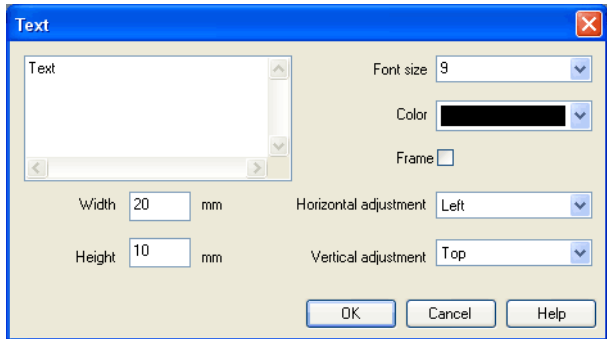 Text
Text
Font size 9
Color
Frame
Width 20 mm
Horizontal adjustment Left
Height 10 mm
Vertical adjustment Top
OK Cancel Help